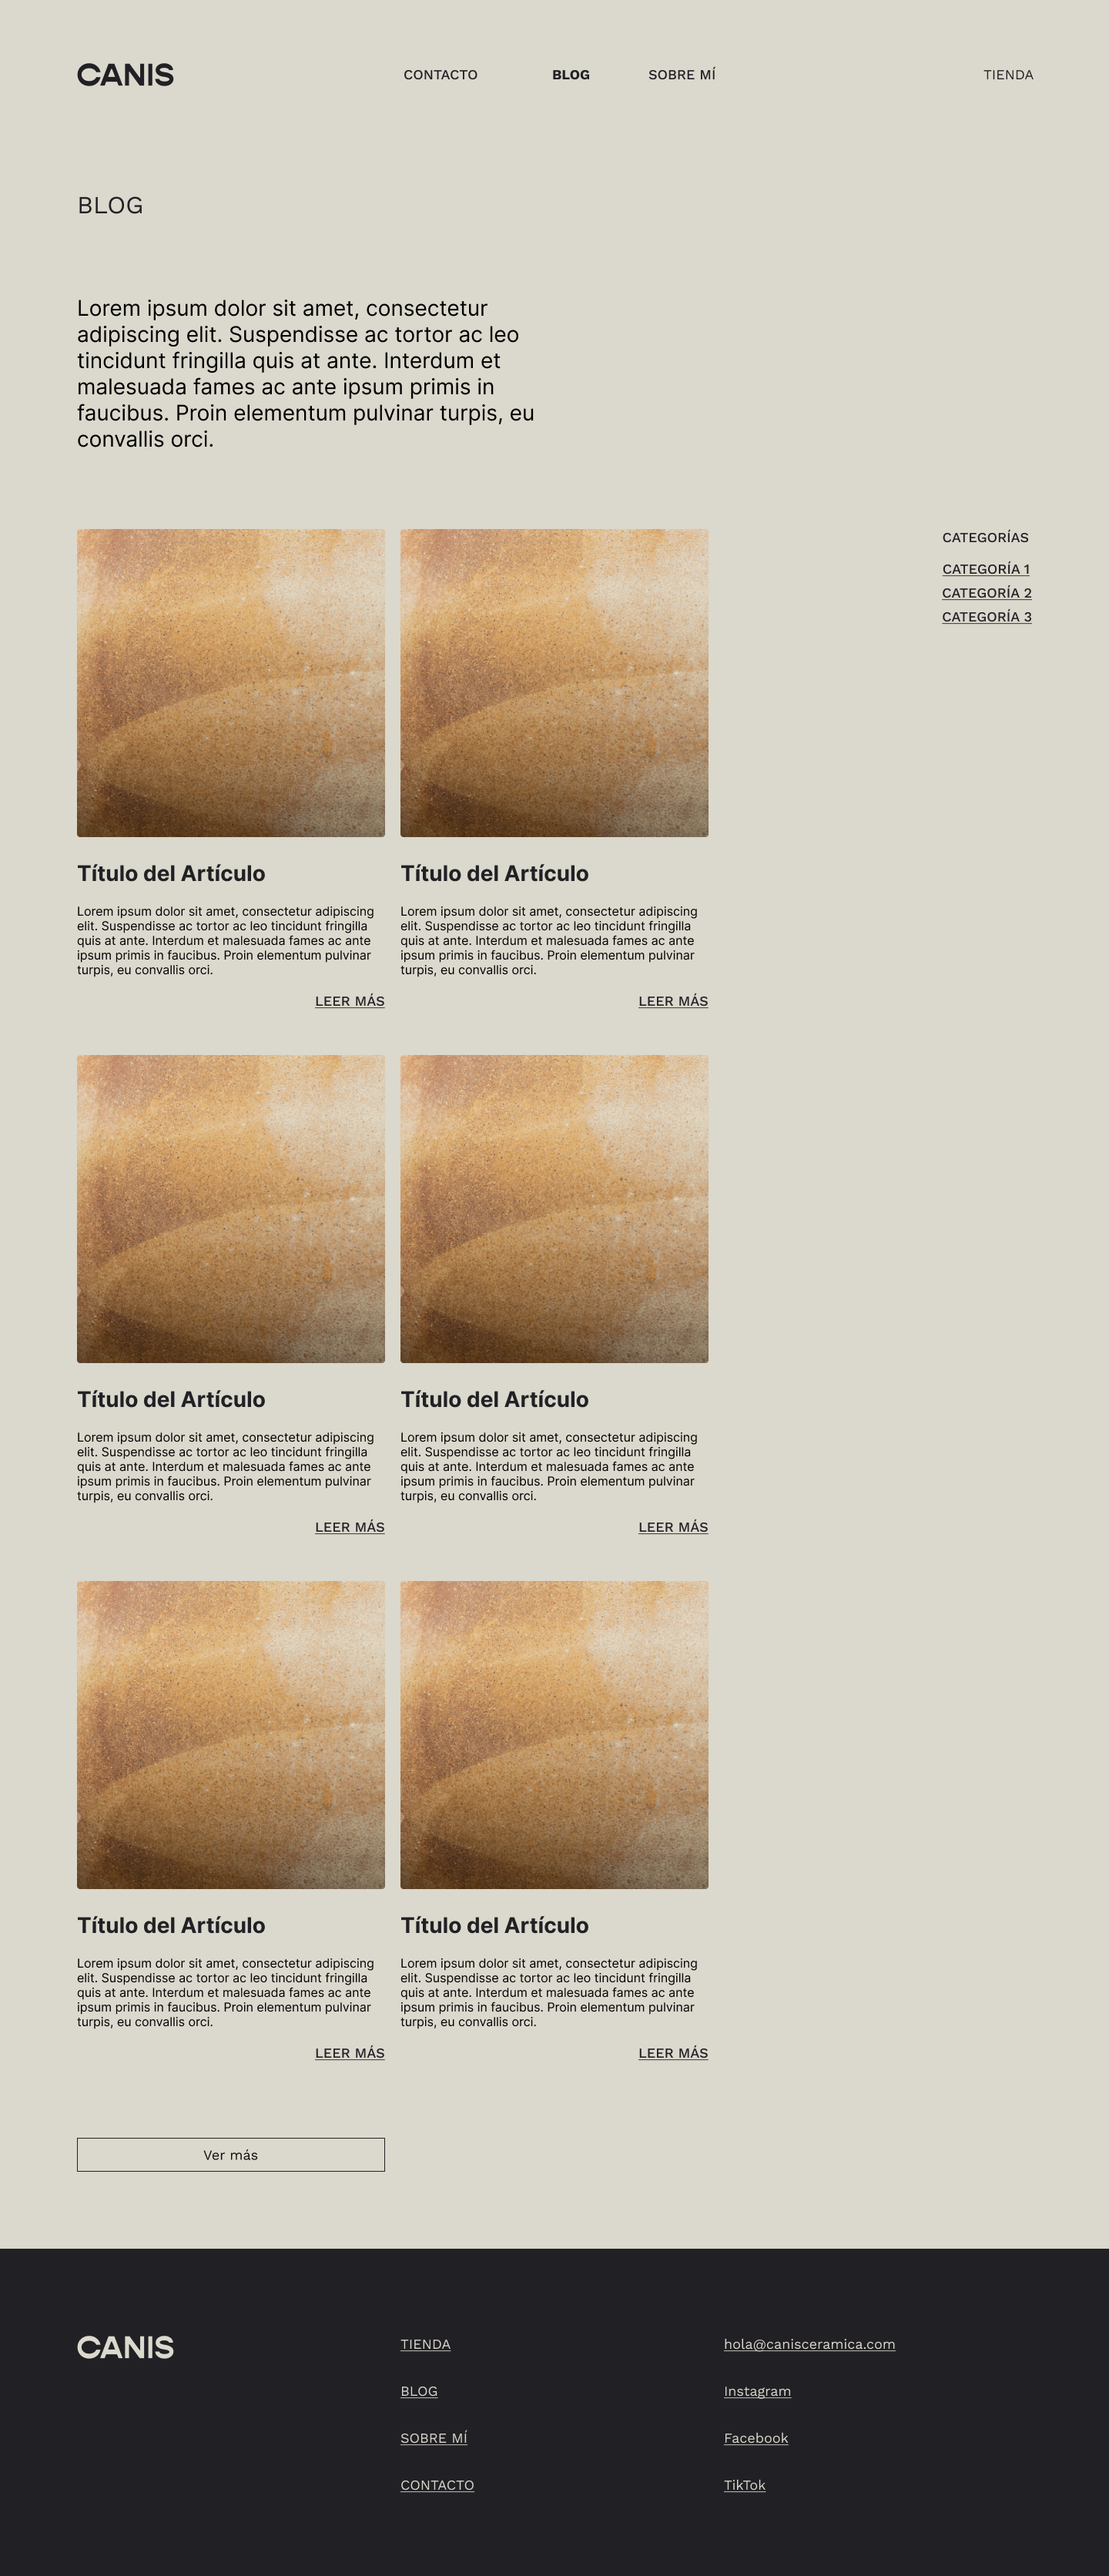 CANIS
CONTACTO
BLOG
SOBRE MÍ
TIENDA
BLOG
Lorem ipsum dolor sit amet, consectetur
adipiscing elit. Suspendisse ac tortor ac leo
tincidunt fringilla quis at ante. Interdum et
malesuada fames ac ante ipsum primis in
faucibus. Proin elementum pulvinar turpis, eu
convallis orci.
CATEGORÍAS
CATEGORÍA 1
CATEGORÍA 2
CATEGORÍA 3
Título del Artículo
Lorem ipsum dolor sit amet, consectetur adipiscing
elit. Suspendisse ac tortor ac leo tincidunt fringilla
quis at ante. Interdum et malesuada fames ac ante
ipsum primis in faucibus. Proin elementum pulvinar
turpis, eu convallis orci.
LEER MÁS
Título del Artículo
Lorem ipsum dolor sit amet, consectetur adipiscing
elit. Suspendisse ac tortor ac leo tincidunt fringilla
quis at ante. Interdum et malesuada fames ac ante
ipsum primis in faucibus. Proin elementum pulvinar
turpis, eu convallis orci.
LEER MÁS
Título del Artículo
Lorem ipsum dolor sit amet, consectetur adipiscing
elit. Suspendisse ac tortor ac leo tincidunt fringilla
quis at ante. Interdum et malesuada fames ac ante
ipsum primis in faucibus. Proin elementum pulvinar
turpis, eu convallis orci.
LEER MÁS
Título del Artículo
Lorem ipsum dolor sit amet, consectetur adipiscing
elit. Suspendisse ac tortor ac leo tincidunt fringilla
quis at ante. Interdum et malesuada fames ac ante
ipsum primis in faucibus. Proin elementum pulvinar
turpis, eu convallis orci.
LEER MÁS
Título del Artículo
Lorem ipsum dolor sit amet, consectetur adipiscing
elit. Suspendisse ac tortor ac leo tincidunt fringilla
quis at ante. Interdum et malesuada fames ac ante
ipsum primis in faucibus. Proin elementum pulvinar
turpis, eu convallis orci.
LEER MÁS
Título del Artículo
Lorem ipsum dolor sit amet, consectetur adipiscing
elit. Suspendisse ac tortor ac leo tincidunt fringilla
quis at ante. Interdum et malesuada fames ac ante
ipsum primis in faucibus. Proin elementum pulvinar
turpis, eu convallis orci.
LEER MÁS
Ver más
CANIS
TIENDA
BLOG
SOBRE MÍ
CONTACTO
hola@canisceramica.com
Instagram
Facebook
TikTok